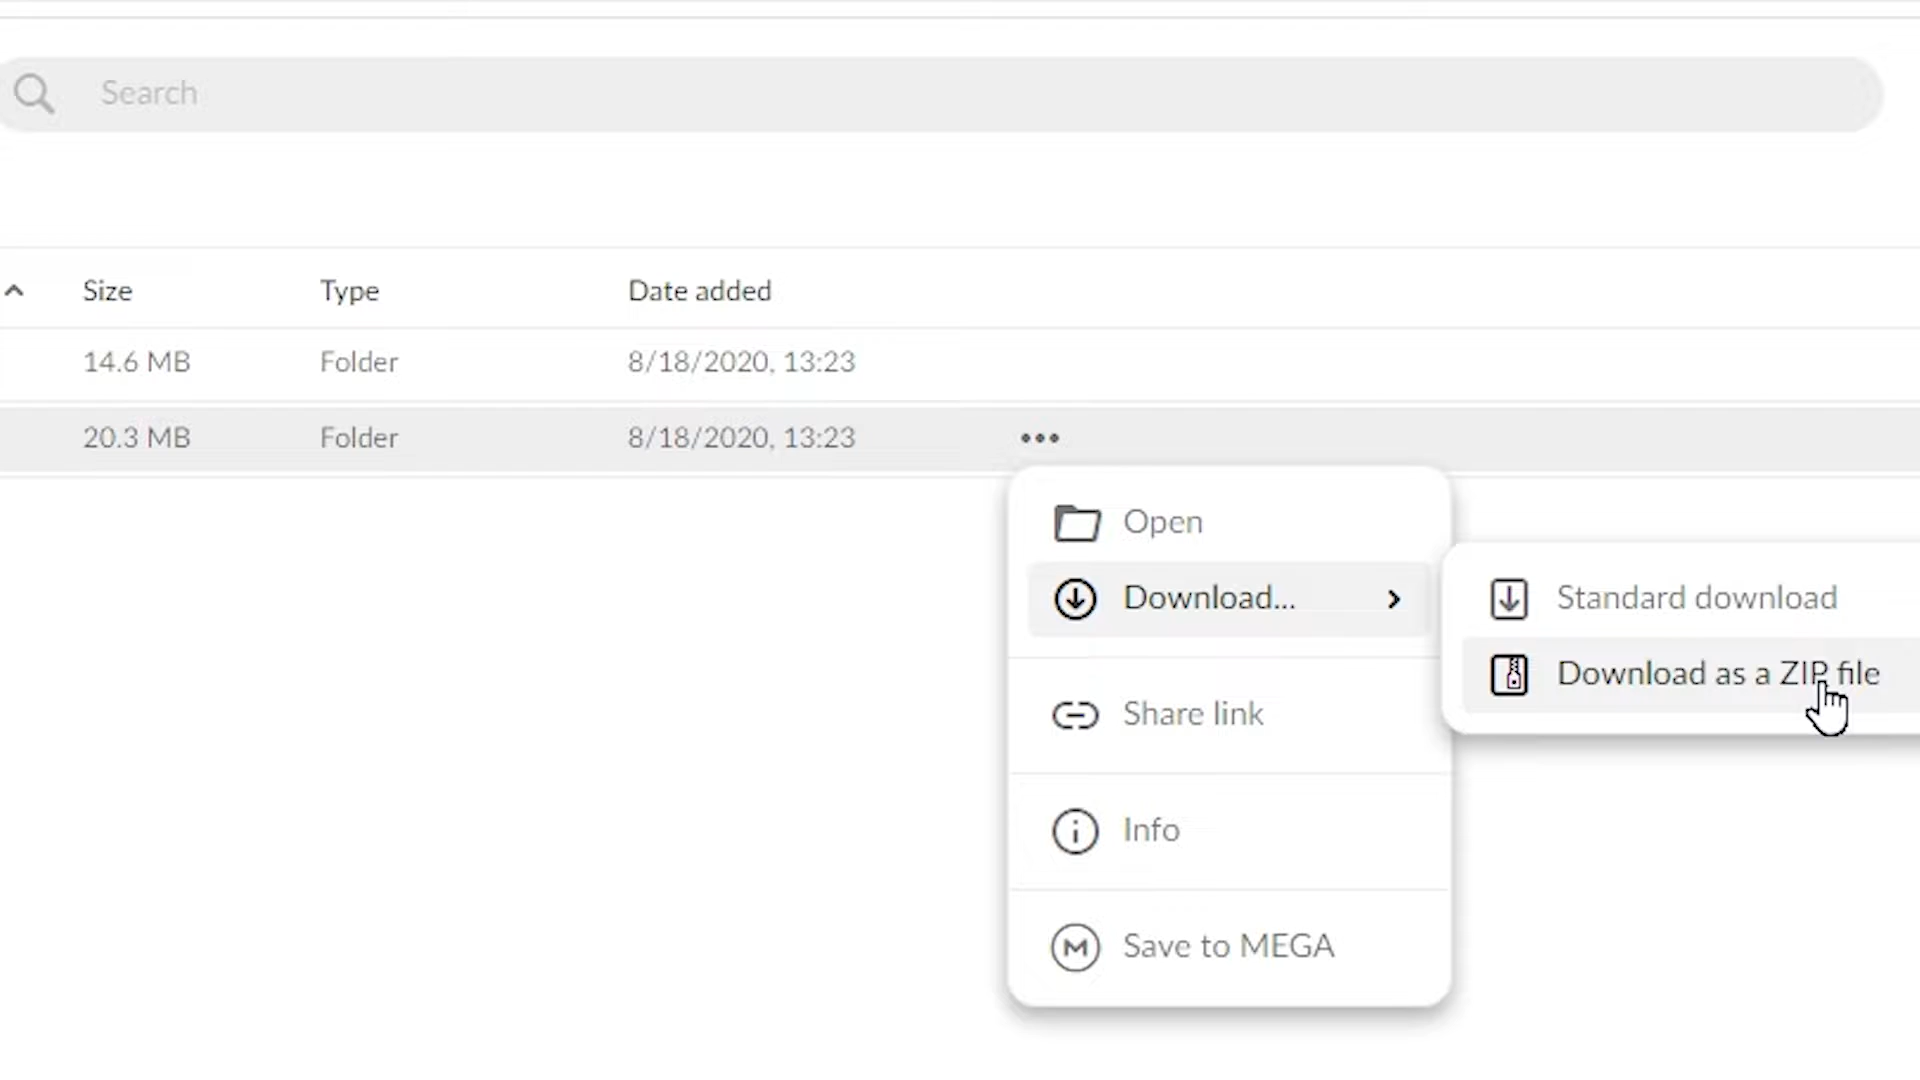 Search
Size Type Date added
14.6 MB Folder 8/18/2020, 13:23
20.3 MB Folder 8/18/2020, 13:23
Open
Download...
Standard download
Download as a ZIP file
Share link
Info
Save to MEGA